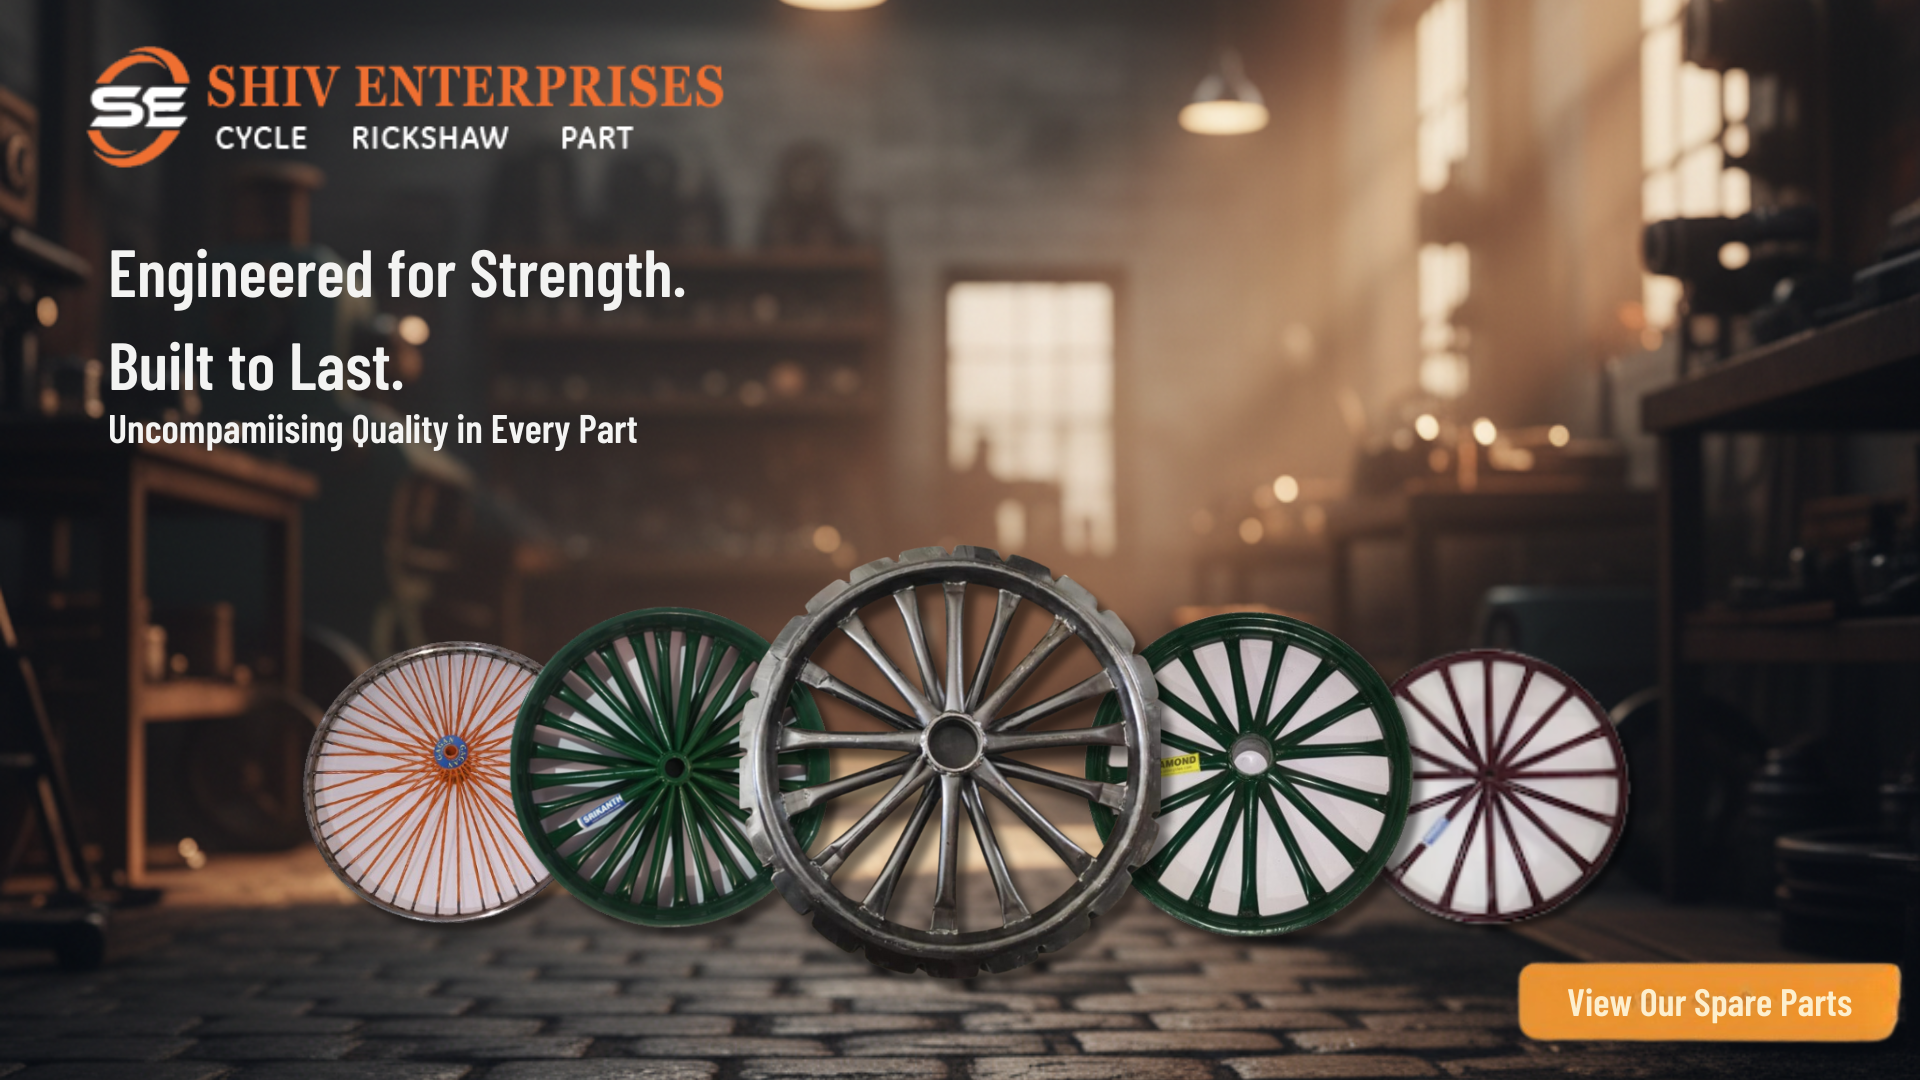 SE
SHIV ENTERPRISES
CYCLE RICKSHAW PART
Engineered for Strength.
Built to Last.
Uncompamiising Quality in Every Part
SRIKANTH
AMOND
View Our Spare Parts